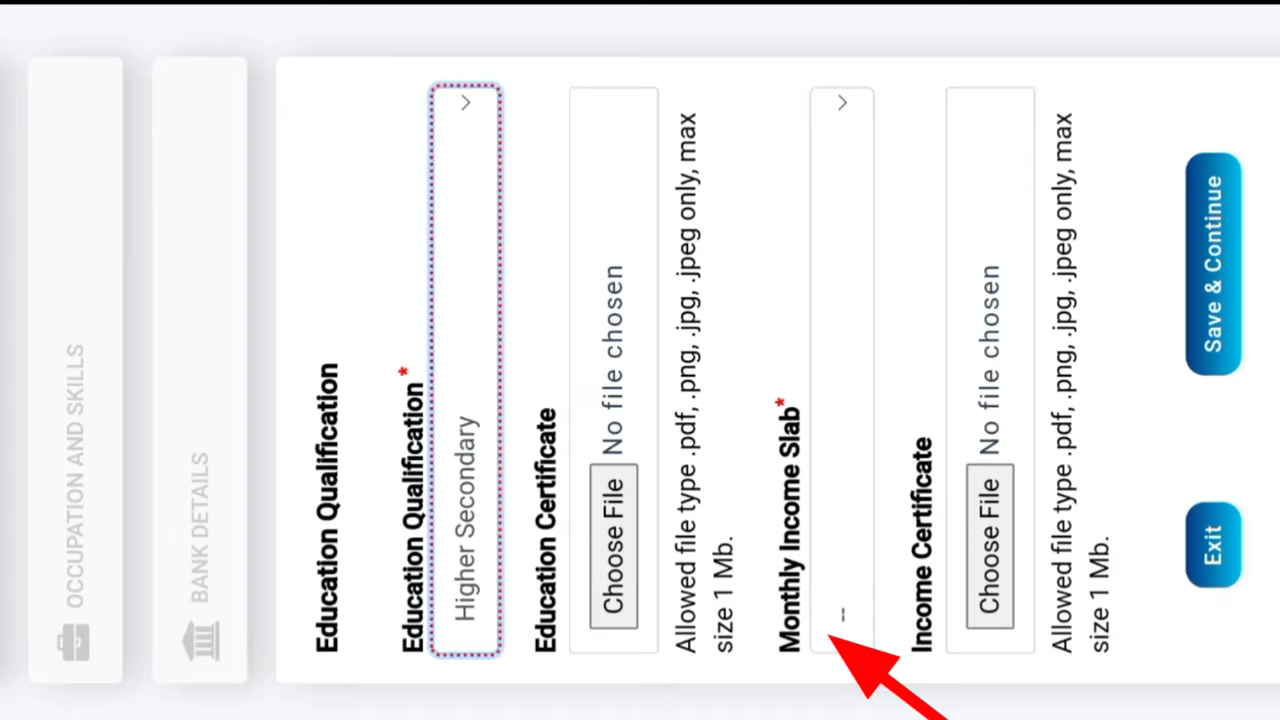 OCCUPATION AND SKILLS
BANK DETAILS
Education Qualification
Education Qualification*
Higher Secondary
Education Certificate
Choose File No file chosen
Allowed file type .pdf, .png, .jpg, .jpeg only, max
size 1 Mb.
Monthly Income Slab*
--
Income Certificate
Choose File No file chosen
Allowed file type .pdf, .png, .jpg, .jpeg only, max
size 1 Mb.
Exit Save & Continue